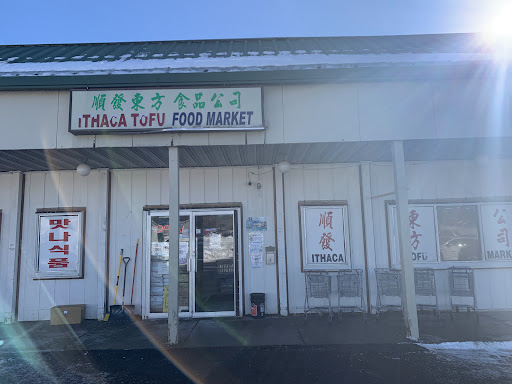 順發東方食品公司
ITHACA TOFU FOOD MARKET
맛나식품
順發
ITHACA
東方
TOFU
公司
MARK